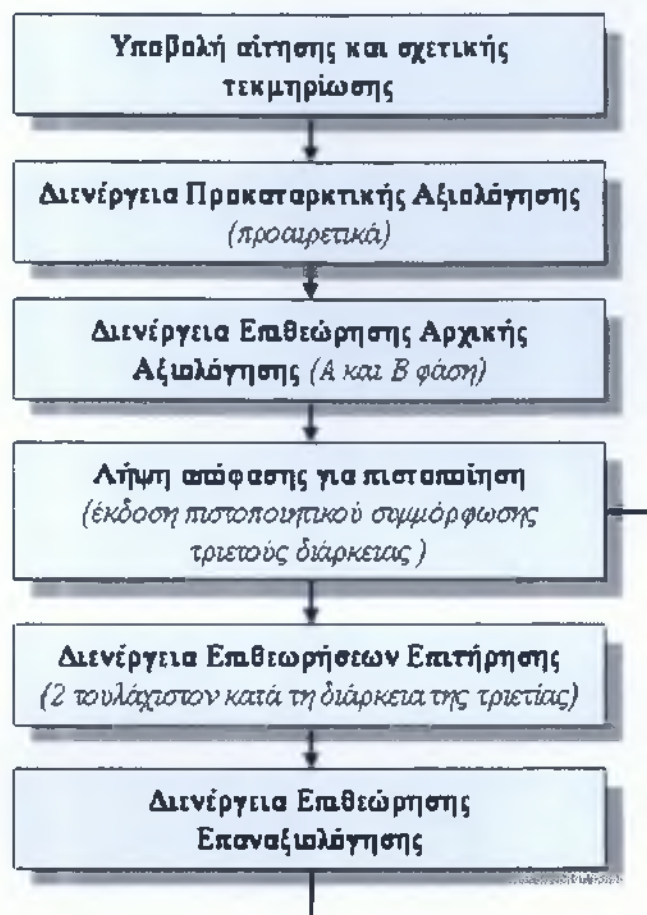 Υποβολή αίτησης και σχετικής
τεκμηρίωσης
Διενέργεια Προκαταρκτικής Αξιολόγησης
(προαιρετικά)
Διενέργεια Επιθεώρησης Αρχικής
Αξιολόγησης (Α και Β φάση)
Λήψη απόφασης για πιστοποίηση
(έκδοση πιστοποιητικού συμμόρφωσης
τριετούς διάρκειας )
Διενέργεια Επιθεωρήσεων Επιτήρησης
(2 τουλάχιστον κατά τη διάρκεια της τριετίας)
Διενέργεια Επιθεώρησης
Επαναξιολόγησης